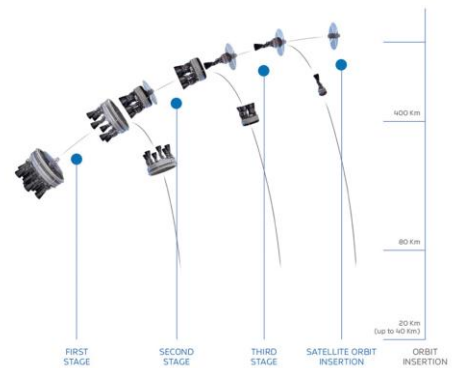 400 Km
80 Km
20 Km
(up to 40 Km)
FIRST
STAGE
SECOND
STAGE
THIRD
STAGE
SATELLITE ORBIT
INSERTION
ORBIT
INSERTION